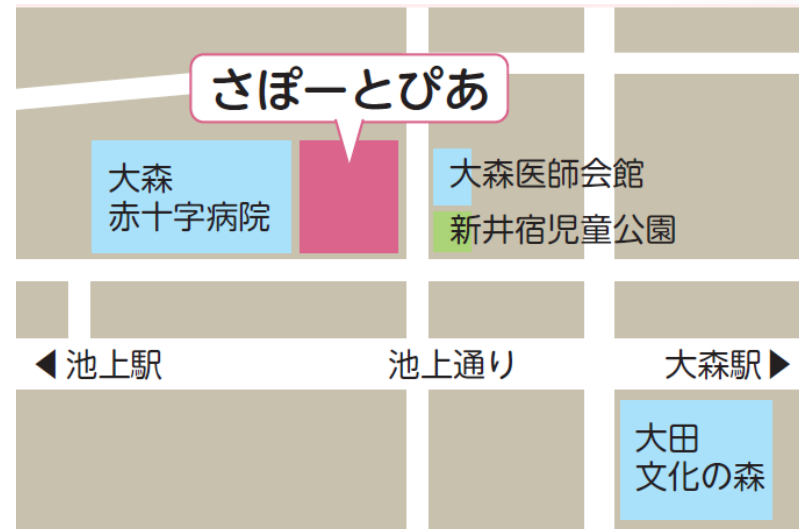 さぽーとぴあ
大森
赤十字病院
大森医師会館
新井宿児童公園
◀池上駅
池上通り
大森駅▶
大田
文化の森